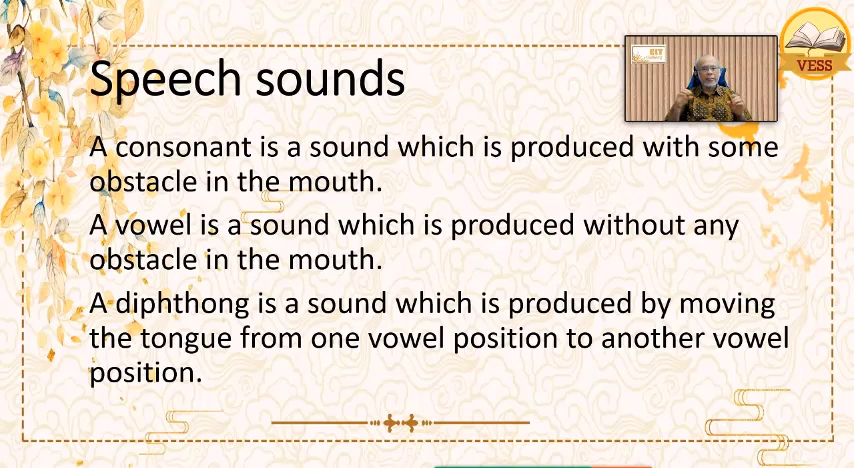 Speech sounds
VESS
A consonant is a sound which is produced with some
obstacle in the mouth.
A vowel is a sound which is produced without any
obstacle in the mouth.
A diphthong is a sound which is produced by moving
the tongue from one vowel position to another vowel
position.